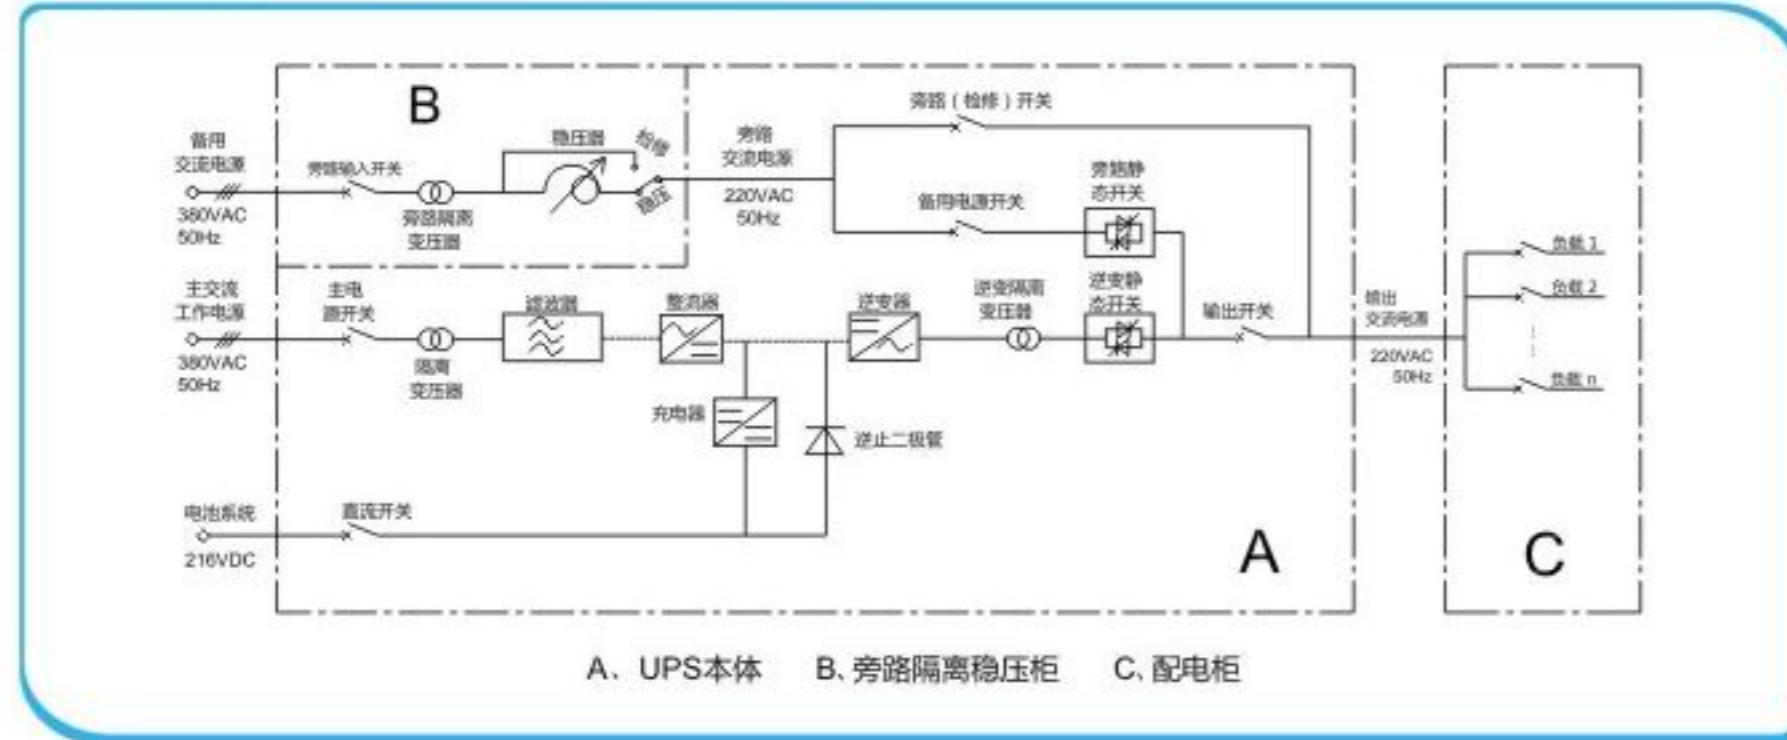 B
备用
交流电源
380VAC
50Hz
旁路输入开关
旁路隔离
变压器
稳压器
检修
稳压
旁路
交流电源
220VAC
50Hz
旁路（检修）开关
备用电源开关
旁路静
态开关
主交流
工作电源
380VAC
50Hz
主电
源开关
隔离
变压器
滤波器
整流器
逆变器
逆变隔离
变压器
逆变静
态开关
输出开关
输出
交流电源
220VAC
50Hz
负载 1
负载 2
负载 n
充电器
逆止二极管
电池系统
216VDC
直流开关
A
C
A、UPS本体 B、旁路隔离稳压柜 C、配电柜